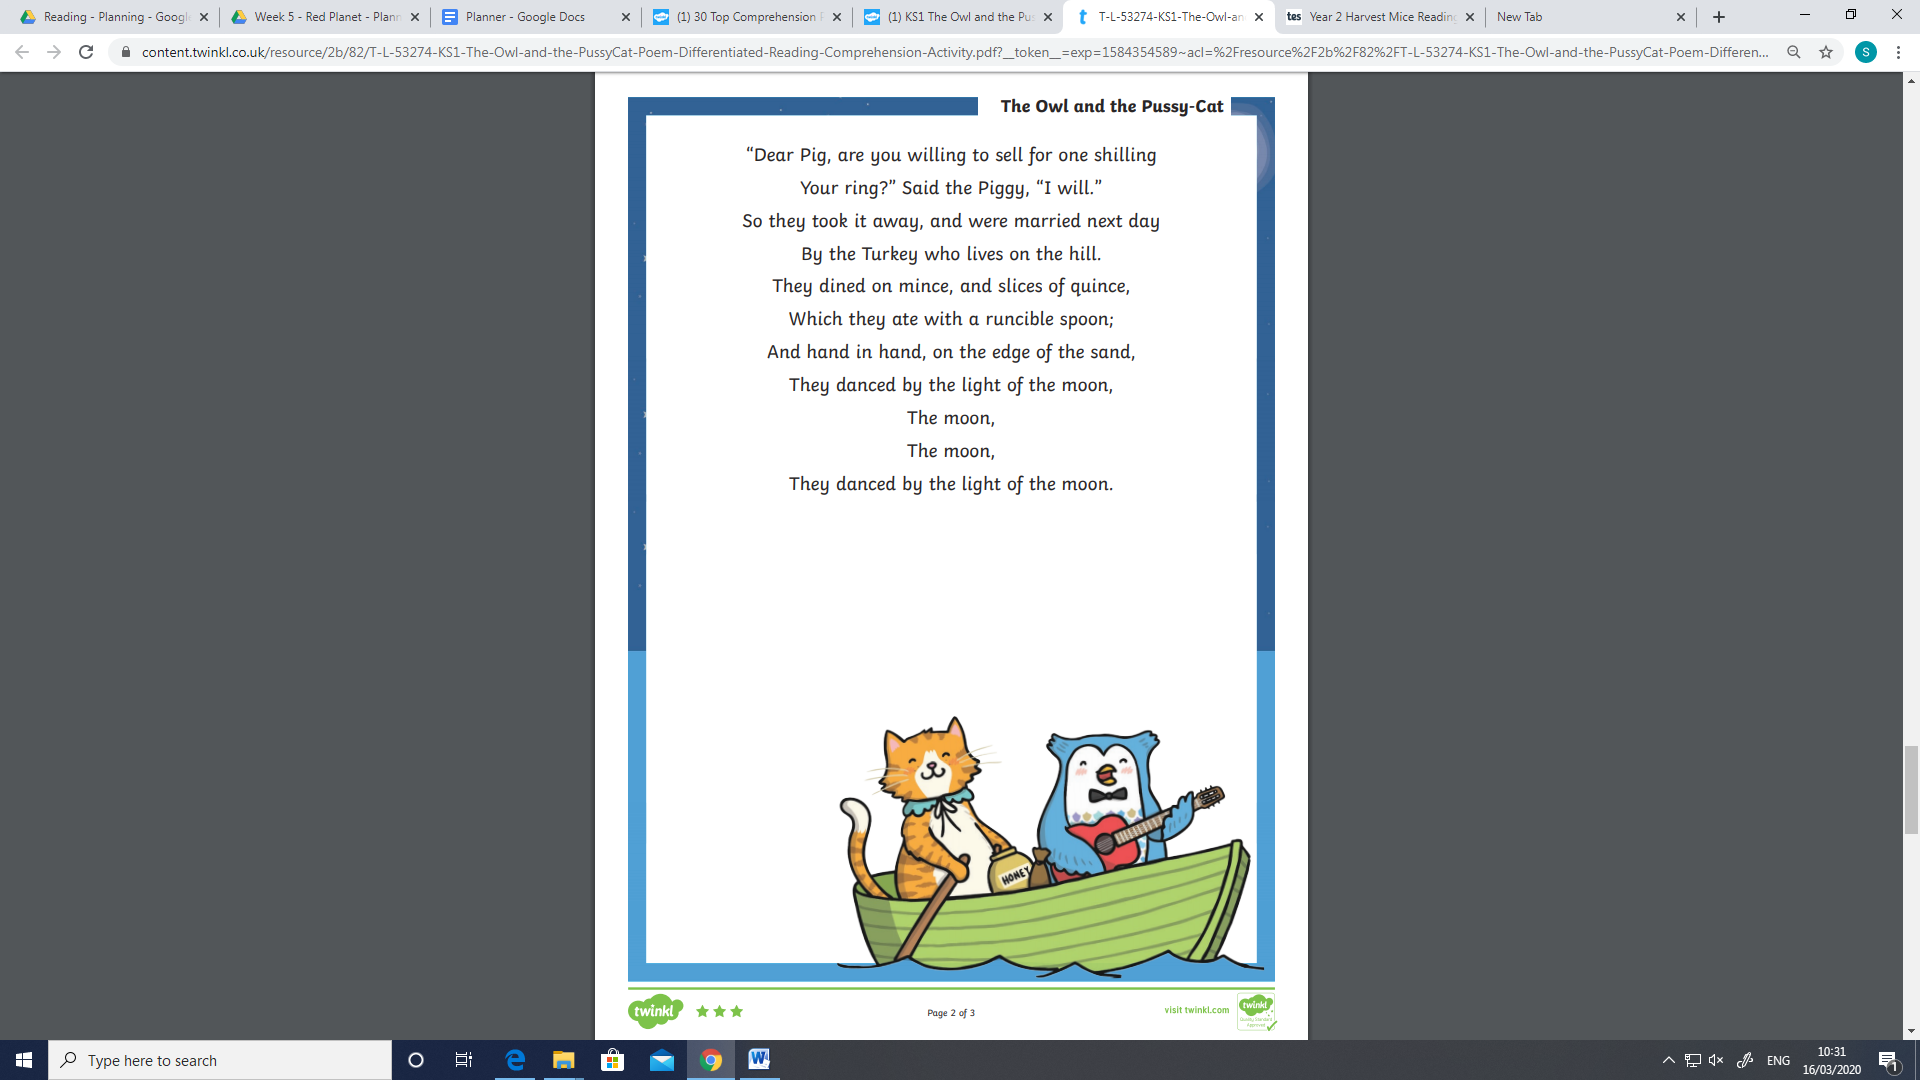 Reading - Planning - Googl
Week 5 - Red Planet - Plann
Planner - Google Docs
(1) 30 Top Comprehension
(1) KS1 The Owl and the Pu
T-L-53274-KS1-The-Owl-an
tes Year 2 Harvest Mice Reading
New Tab
content.twinkl.co.uk/resource/2b/82/T-L-53274-KS1-The-Owl-and-the-PussyCat-Poem-Differentiated-Reading-Comprehension-Activity.pdf?__token__=exp=1584354589~acl=%2Fresource%2F2b%2F82%2FT-L-53274-KS1-The-Owl-and-the-PussyCat-Poem-Differen...
S
The Owl and the Pussy-Cat
“Dear Pig, are you willing to sell for one shilling
Your ring?” Said the Piggy, “I will.”
So they took it away, and were married next day
By the Turkey who lives on the hill.
They dined on mince, and slices of quince,
Which they ate with a runcible spoon;
And hand in hand, on the edge of the sand,
They danced by the light of the moon,
The moon,
The moon,
They danced by the light of the moon.
HONEY
twinkl
Page 2 of 3
visit twinkl.com
twinkl
Type here to search
ENG
10:31
16/03/2020
1